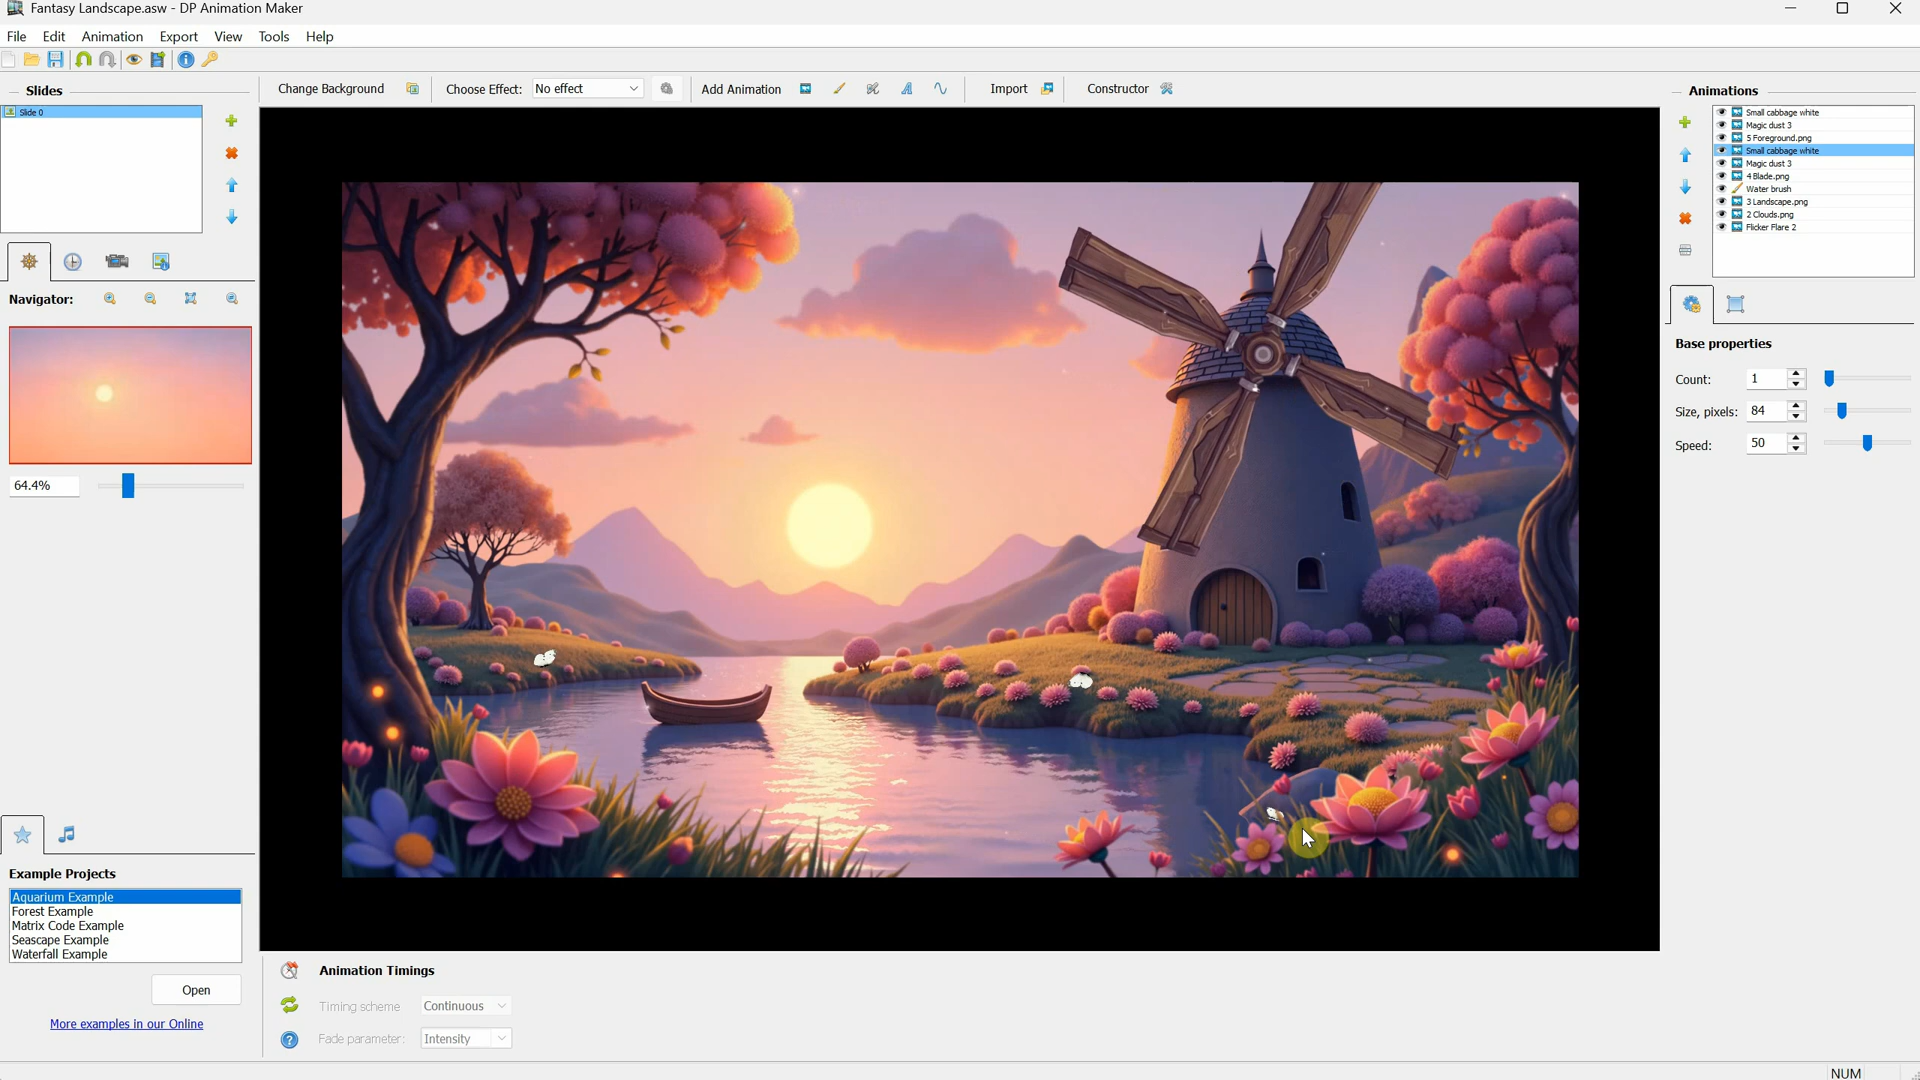 Fantasy Landscape.asw - DP Animation Maker
File Edit Animation Export View Tools Help
Slides
Slide 0
Change Background
Choose Effect: No effect
Add Animation
Import
Constructor
Animations
Small cabbage white
Magic dust 3
5 Foreground.png
Small cabbage white
Magic dust 3
4 Blade.png
Water brush
3 Landscape.png
2 Clouds.png
Flicker Flare 2
Navigator:
64.4%
Base properties
Count: 1
Size, pixels: 84
Speed: 50
Example Projects
Aquarium Example
Forest Example
Matrix Code Example
Seascape Example
Waterfall Example
Open
More examples in our Online
Animation Timings
Timing scheme Continuous
Fade parameter: Intensity
NUM